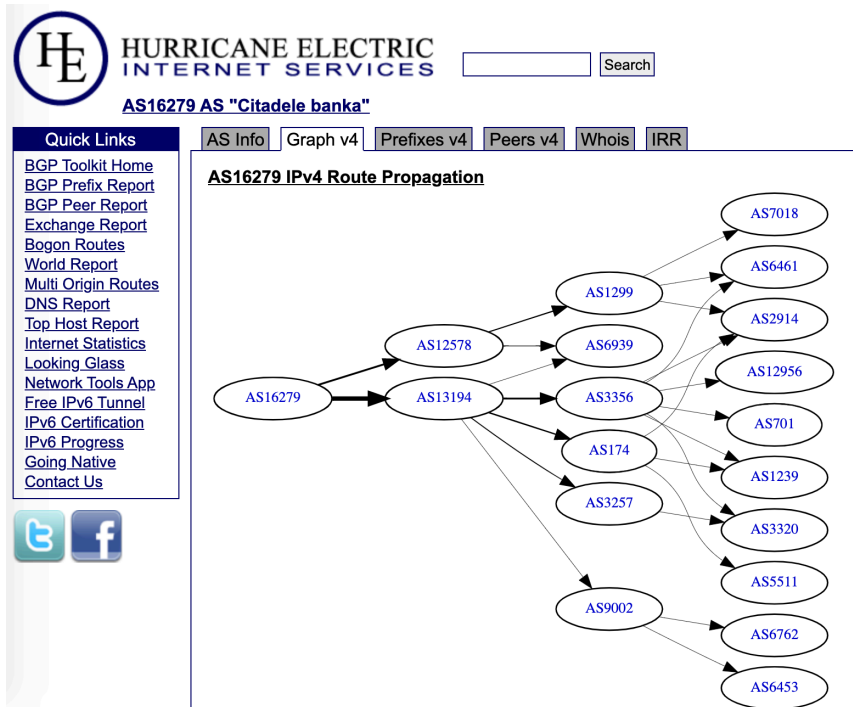 HE
HURRICANE ELECTRIC
INTERNET SERVICES
Search
AS16279 AS "Citadele banka"
Quick Links
BGP Toolkit Home
BGP Prefix Report
BGP Peer Report
Exchange Report
Bogon Routes
World Report
Multi Origin Routes
DNS Report
Top Host Report
Internet Statistics
Looking Glass
Network Tools App
Free IPv6 Tunnel
IPv6 Certification
IPv6 Progress
Going Native
Contact Us
AS Info Graph v4 Prefixes v4 Peers v4 Whois IRR
AS16279 IPv4 Route Propagation
AS16279
AS12578
AS13194
AS1299
AS6939
AS3356
AS174
AS3257
AS9002
AS7018
AS6461
AS2914
AS12956
AS701
AS1239
AS3320
AS5511
AS6762
AS6453